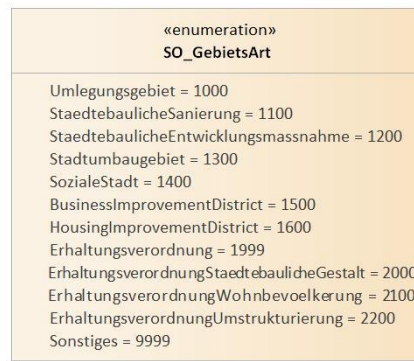 «enumeration»
SO_GebietsArt
Umlegungsgebiet = 1000
StaedtebaulicheSanierung = 1100
StaedtebaulicheEntwicklungsmassnahme = 1200
Stadtumbaugebiet = 1300
SozialeStadt = 1400
BusinessImprovementDistrict = 1500
HousingImprovementDistrict = 1600
Erhaltungsverordnung = 1999
ErhaltungsverordnungStaedtebaulicheGestalt = 2000
ErhaltungsverordnungWohnbevoelkerung = 2100
ErhaltungsverordnungUmstrukturierung = 2200
Sonstiges = 9999